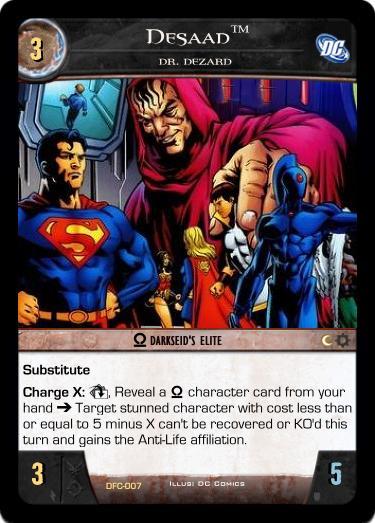 3
DESAAD™
DC
DR. DEZARD
S
Ω DARKSEID'S ELITE
Substitute
Charge X: , Reveal a Ω character card from your
hand ➔ Target stunned character with cost less than
or equal to 5 minus X can't be recovered or KO'd this
turn and gains the Anti-Life affiliation.
3
DFC-007
ILLUS: DC COMICS
5